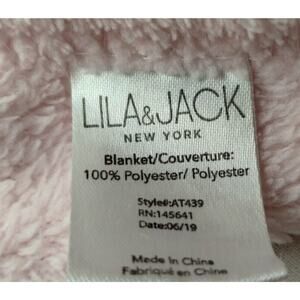 LILA&JACK
NEW YORK
Blanket/Couverture:
100% Polyester/ Polyester
Style#:AT439
RN:145641
Date:06/19
Made in China
Fabriqué en China